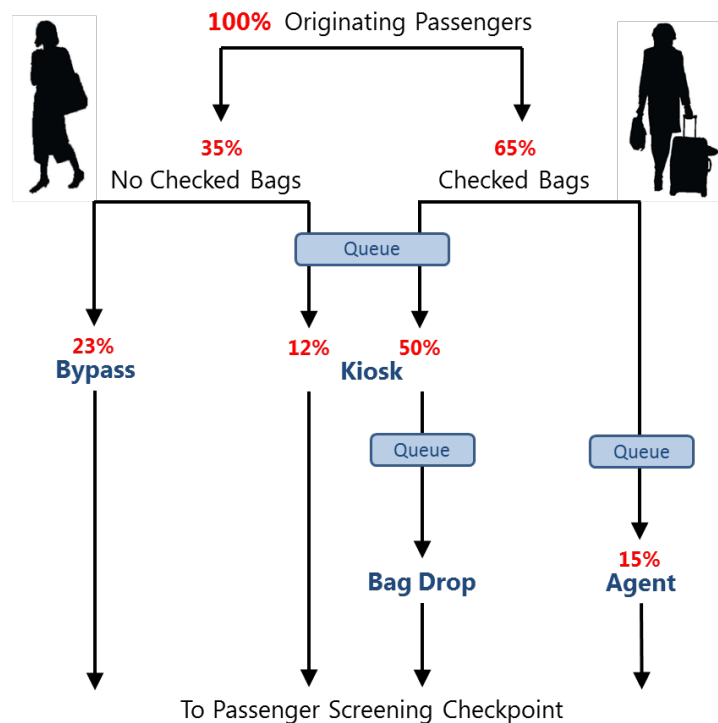 100% Originating Passengers
35%
65%
No Checked Bags
Checked Bags
Queue
23%
12%
50%
Bypass
Kiosk
Queue
Queue
15%
Bag Drop
Agent
To Passenger Screening Checkpoint